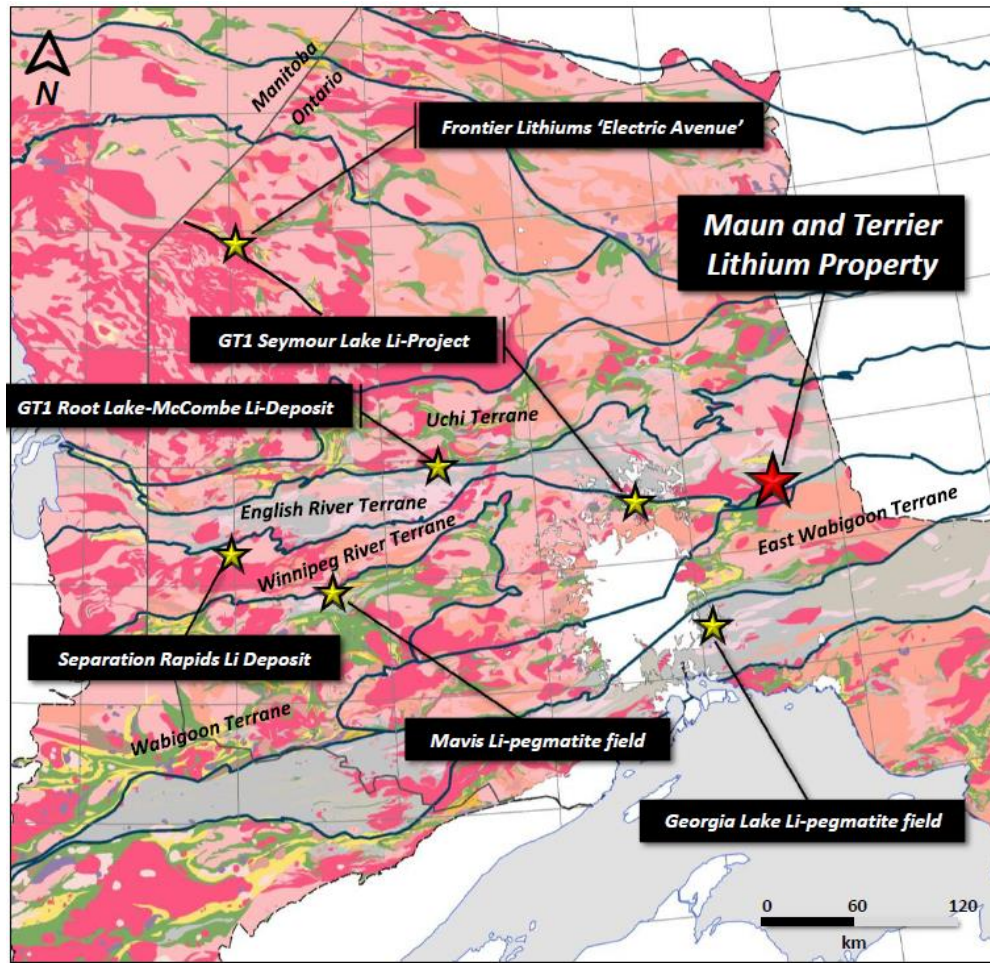 N
Manitoba
Ontario
Frontier Lithiums ‘Electric Avenue’
Maun and Terrier
Lithium Property
GT1 Seymour Lake Li-Project
GT1 Root Lake-McCombe Li-Deposit
Uchi Terrane
English River Terrane
East Wabigoon Terrane
Winnipeg River Terrane
Separation Rapids Li Deposit
Wabigoon Terrane
Mavis Li-pegmatite field
Georgia Lake Li-pegmatite field
0 60 120
km